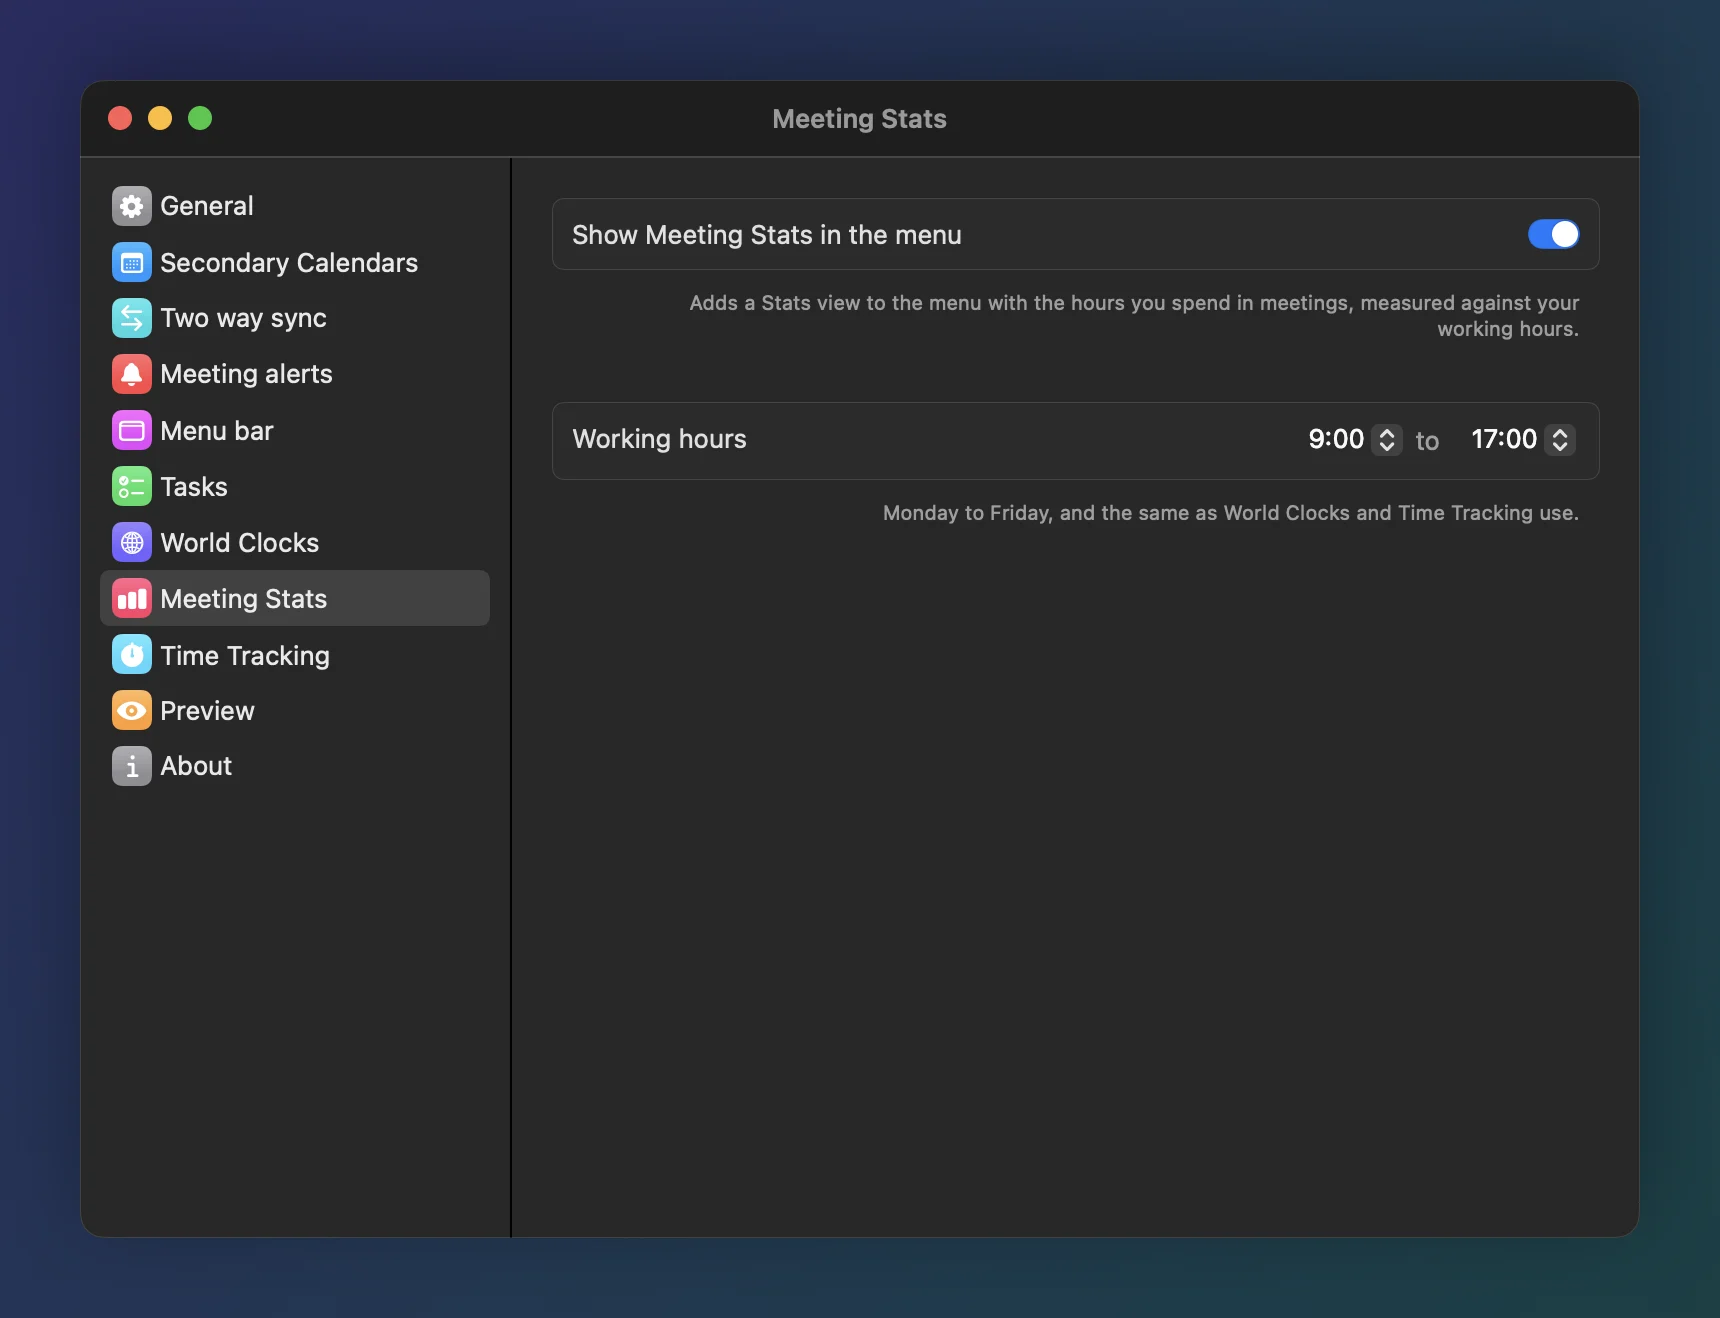 Meeting Stats
General
Secondary Calendars
Two way sync
Meeting alerts
Menu bar
Tasks
World Clocks
Meeting Stats
Time Tracking
Preview
About
Show Meeting Stats in the menu
Adds a Stats view to the menu with the hours you spend in meetings, measured against your
working hours.
Working hours 9:00 to 17:00
Monday to Friday, and the same as World Clocks and Time Tracking use.